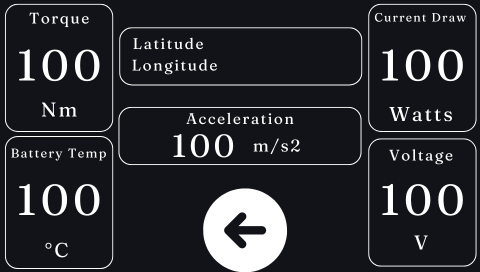 Torque
100
Nm
Battery Temp
100
°C
Latitude
Longitude
Acceleration
100 m/s2
Current Draw
100
Watts
Voltage
100
V